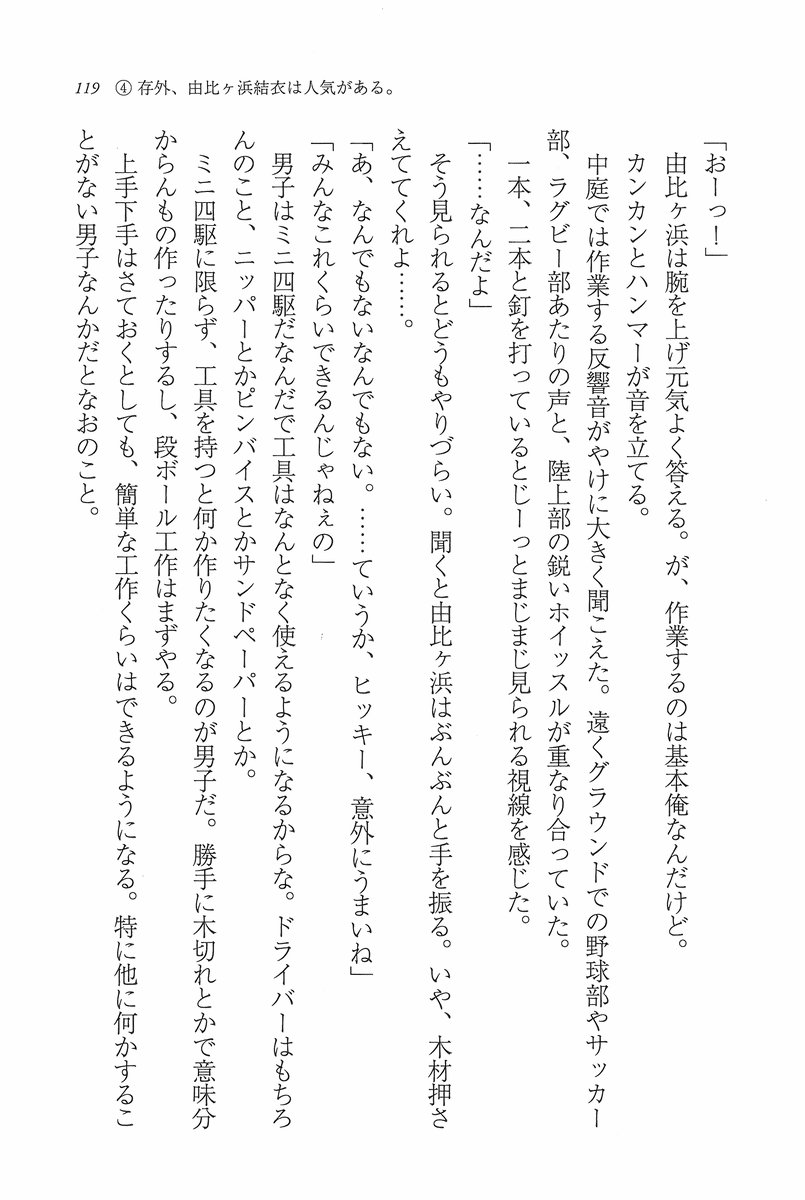 119 ④ 存外、由比ヶ浜結衣は人気がある。
「おーっ!」
由比ヶ浜は腕を上げ元気よく答える。が、作業するのは基本俺なんだけど。
カンカンとハンマーが音を立てる。
中庭では作業する反響音がやけに大きく聞こえた。遠くグラウンドでの野球部やサッカー
部、ラグビー部あたりの声と、陸上部の鋭いホイッスルが重なり合っていた。
一本、二本と釘を打っているとじーっとまじまじ見られる視線を感じた。
「……なんだよ」
そう見られるとどうもやりづらい。聞くと由比ヶ浜はぶんぶんと手を振る。いや、木材押さ
えててくれよ……。
「あ、なんでもないなんでもない。……ていうか、ヒッキー、意外にうまいね」
「みんなこれくらいできるんじゃねぇの」
男子はミニ四駆だなんだで工具はなんとなく使えるようになるからな。ドライバーはもちろ
んのこと、ニッパーとかピンバイスとかサンドペーパーとか。
ミニ四駆に限らず、工具を持つと何か作りたくなるのが男子だ。勝手に木切れとかで意味分
からんもの作ったりするし、段ボール工作はまずやる。
上手下手はさておくとしても、簡単な工作くらいはできるようになる。特に他に何かするこ
とがない男子なんかだとなおのこと。